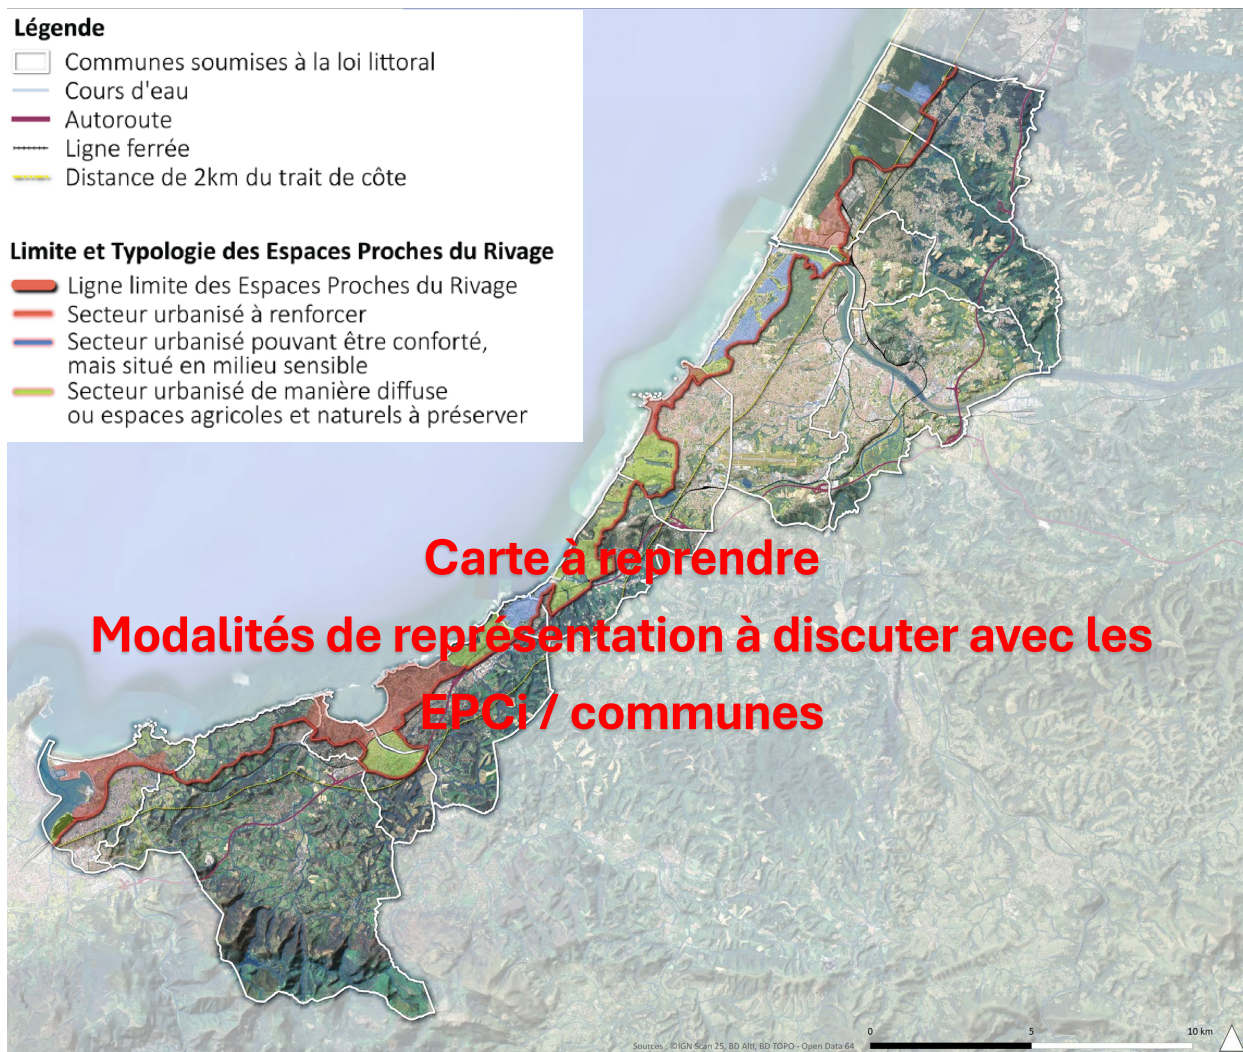 Légende
Communes soumises à la loi littoral
Cours d'eau
Autoroute
Ligne ferrée
Distance de 2km du trait de côte
Limite et Typologie des Espaces Proches du Rivage
Ligne limite des Espaces Proches du Rivage
Secteur urbanisé à renforcer
Secteur urbanisé pouvant être conforté,
mais situé en milieu sensible
Secteur urbanisé de manière diffuse
ou espaces agricoles et naturels à préserver
Carte à reprendre
Modalités de représentation à discuter avec les
EPCi / communes
0 5 10 km
Sources : ©IGN Scan 25, BD Alti, BD TOPO - Open Data 64